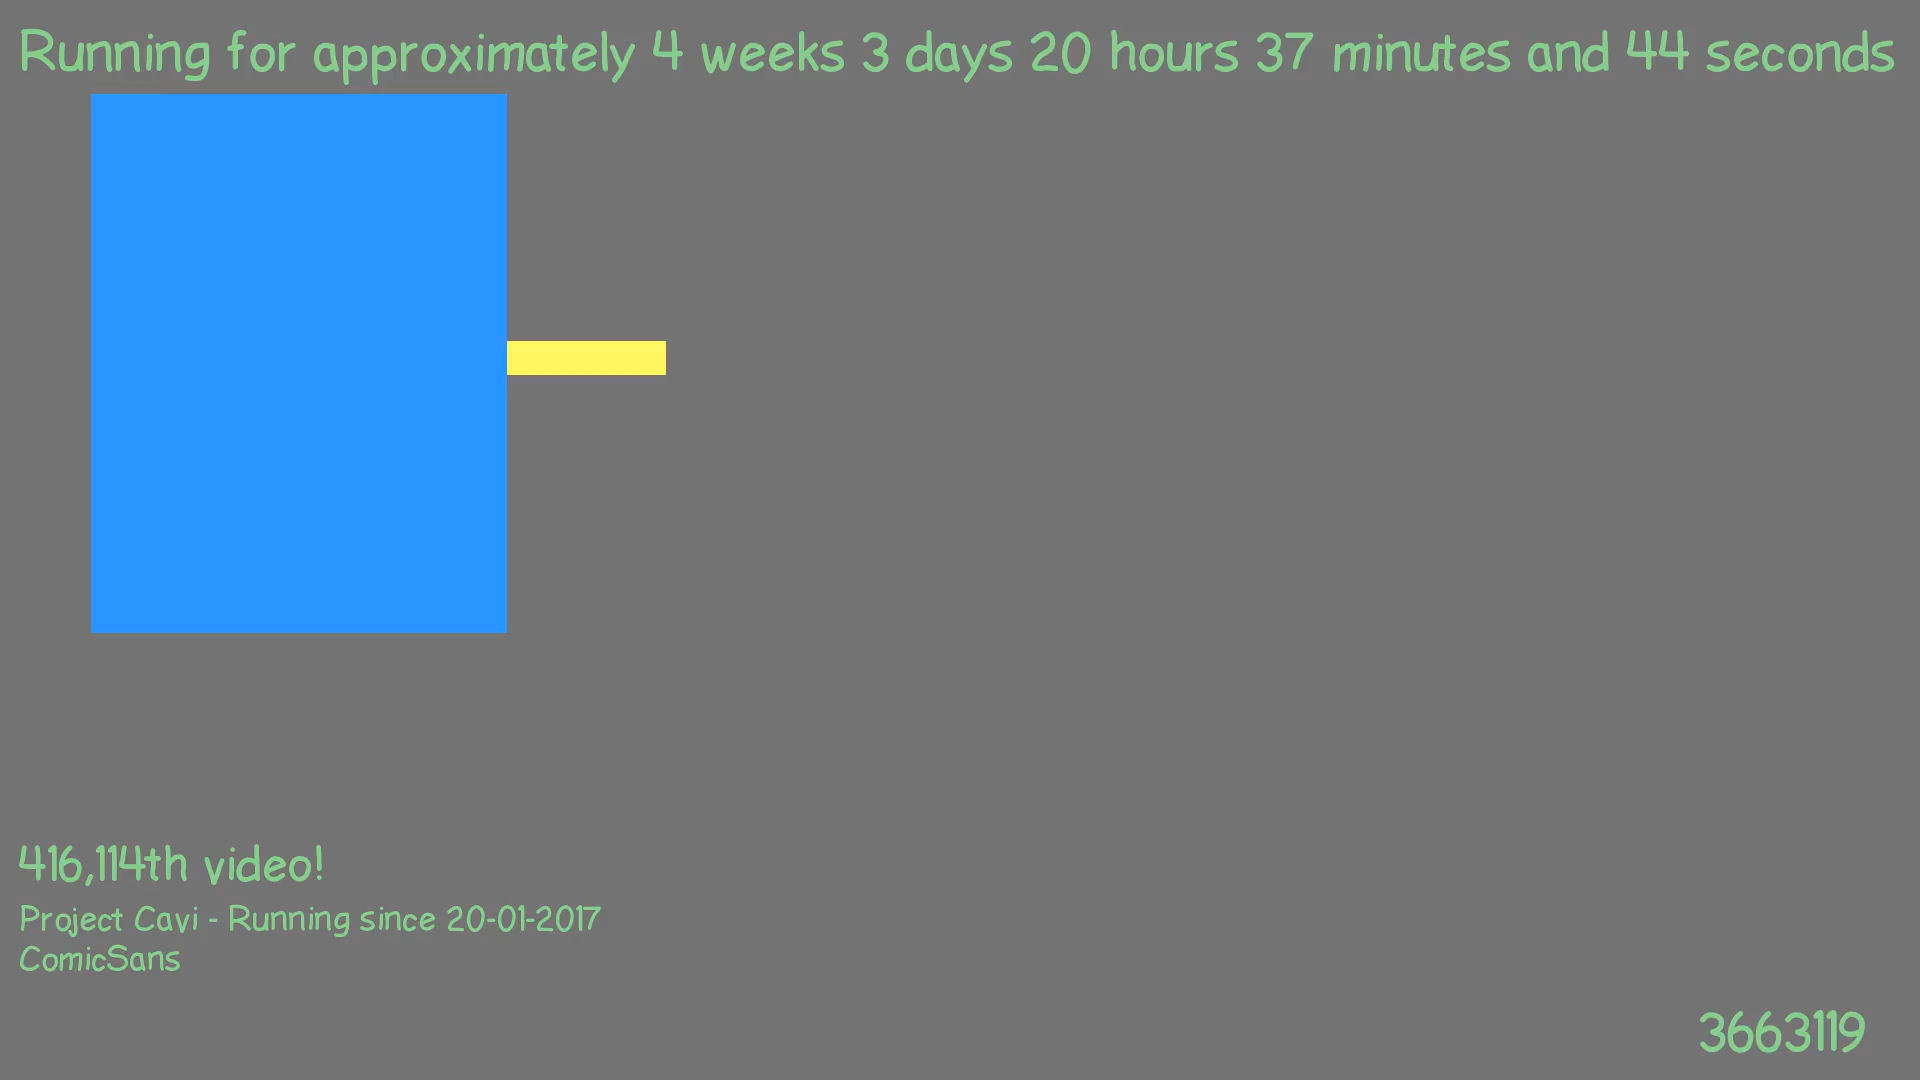 Running for approximately 4 weeks 3 days 20 hours 37 minutes and 44 seconds
416,114th video!
Project Cavi - Running since 20-01-2017
ComicSans
3663119